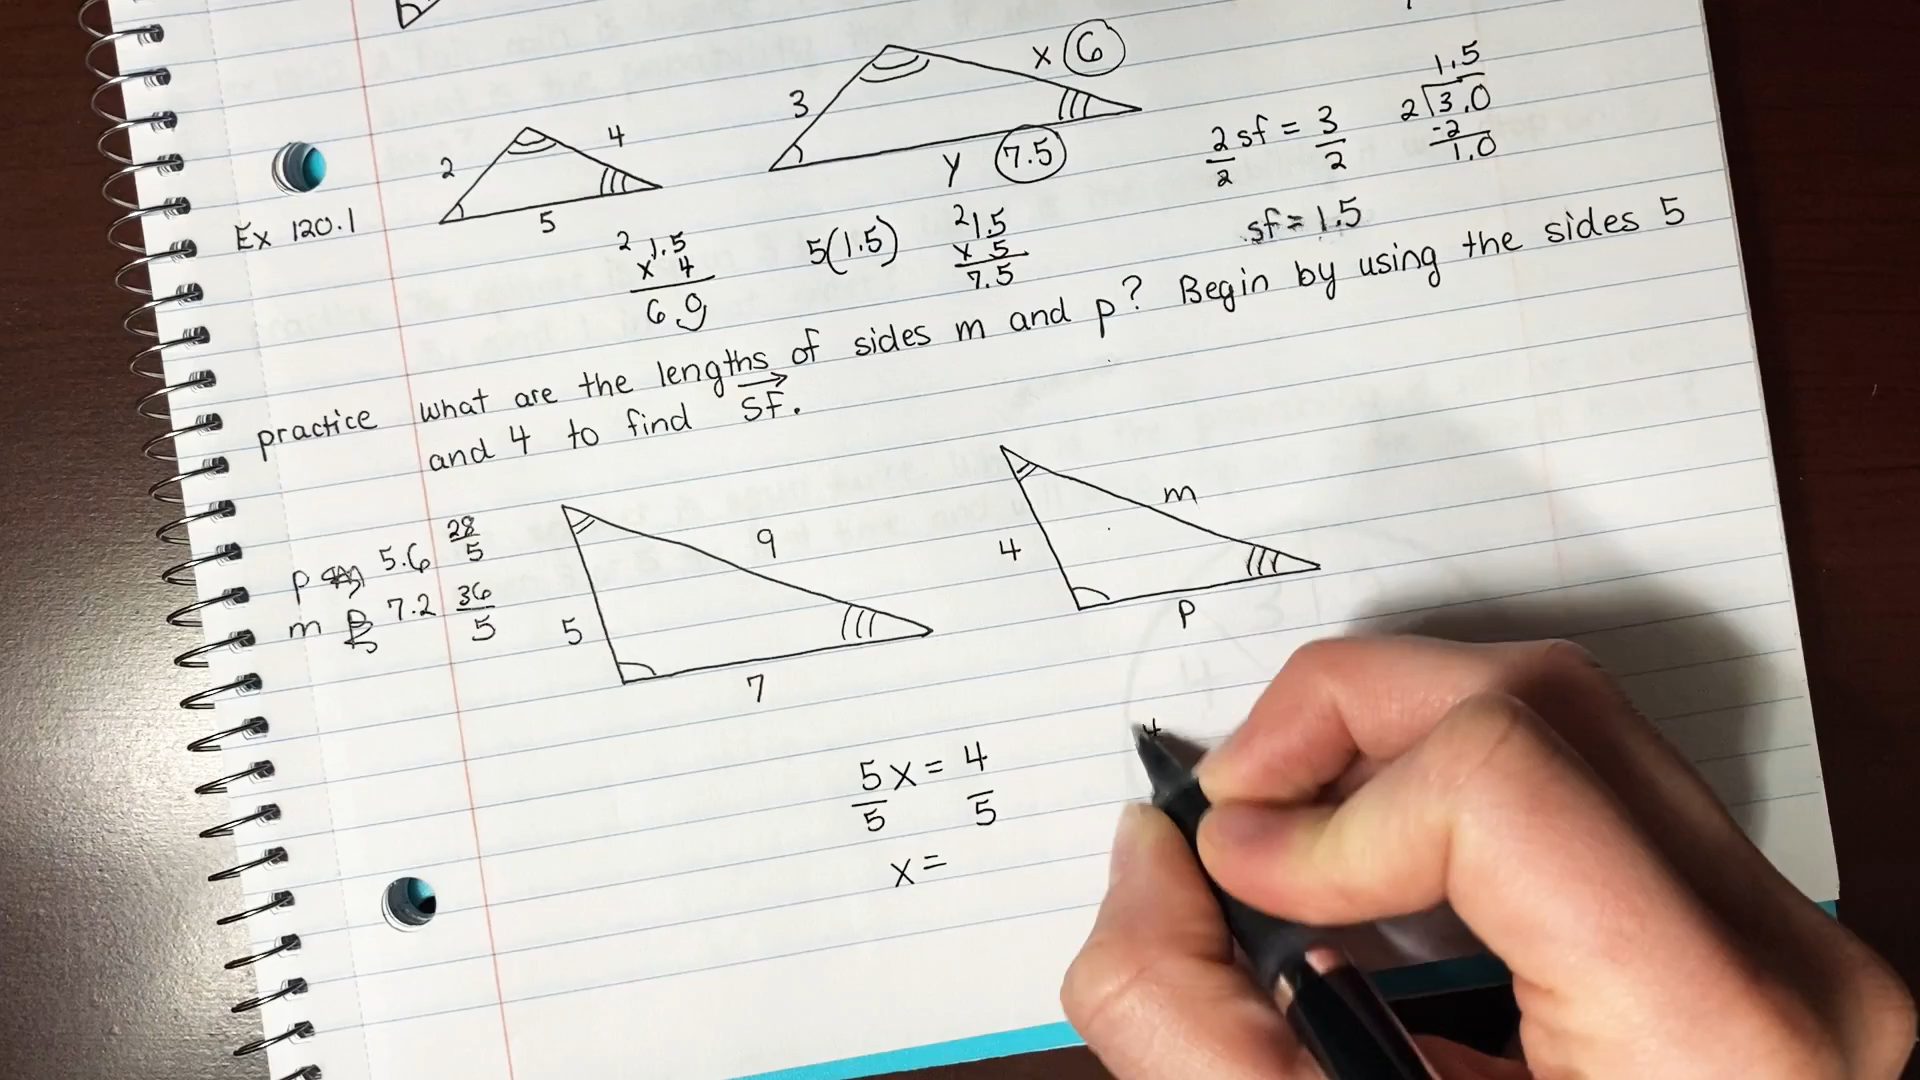 x 6
3
y 7.5
2
4
5
Ex 120.1
2 1.5
x 4
6 0
5(1.5)
2 1.5
x 5
7.5
2 sf = 3
2 2
sf = 1.5
1.5
2 3.0
-2
1.0
practice what are the lengths of sides m and p? Begin by using the sides 5
and 4 to find sf.
p 5.6 28
5
m 7.2 36
5
5
9
7
4
m
p
5x = 4
5 5
x =
4